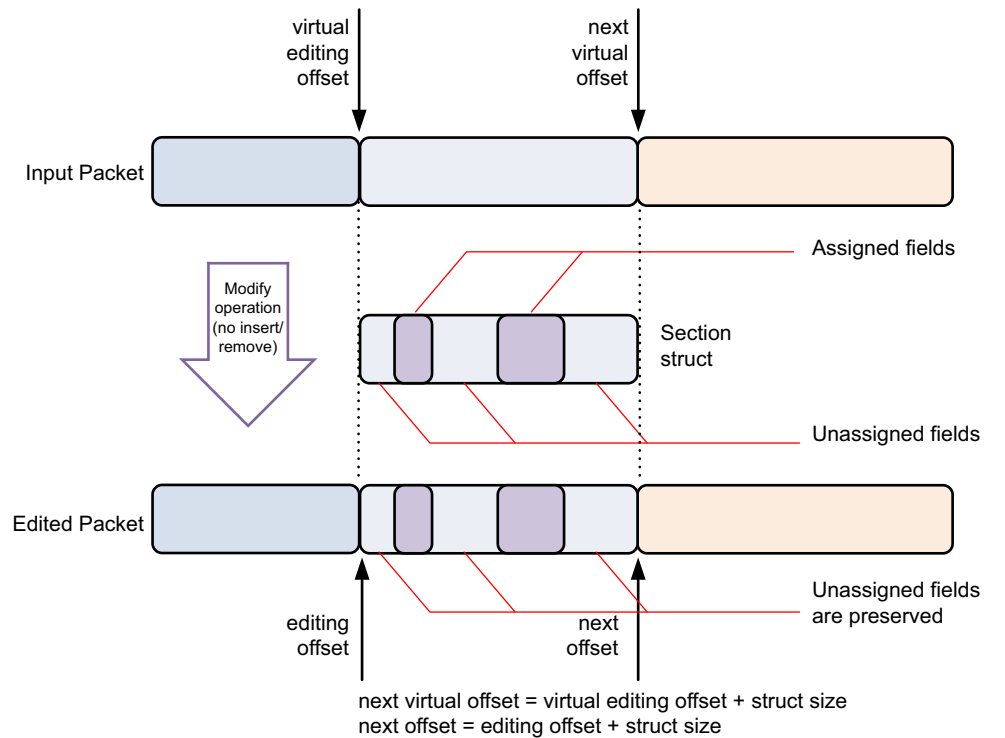 virtual
editing
offset
next
virtual
offset
Input Packet
Assigned fields
Modify
operation
(no insert/
remove)
Section
struct
Unassigned fields
Edited Packet
Unassigned fields
are preserved
editing
offset
next
offset
next virtual offset = virtual editing offset + struct size
next offset = editing offset + struct size